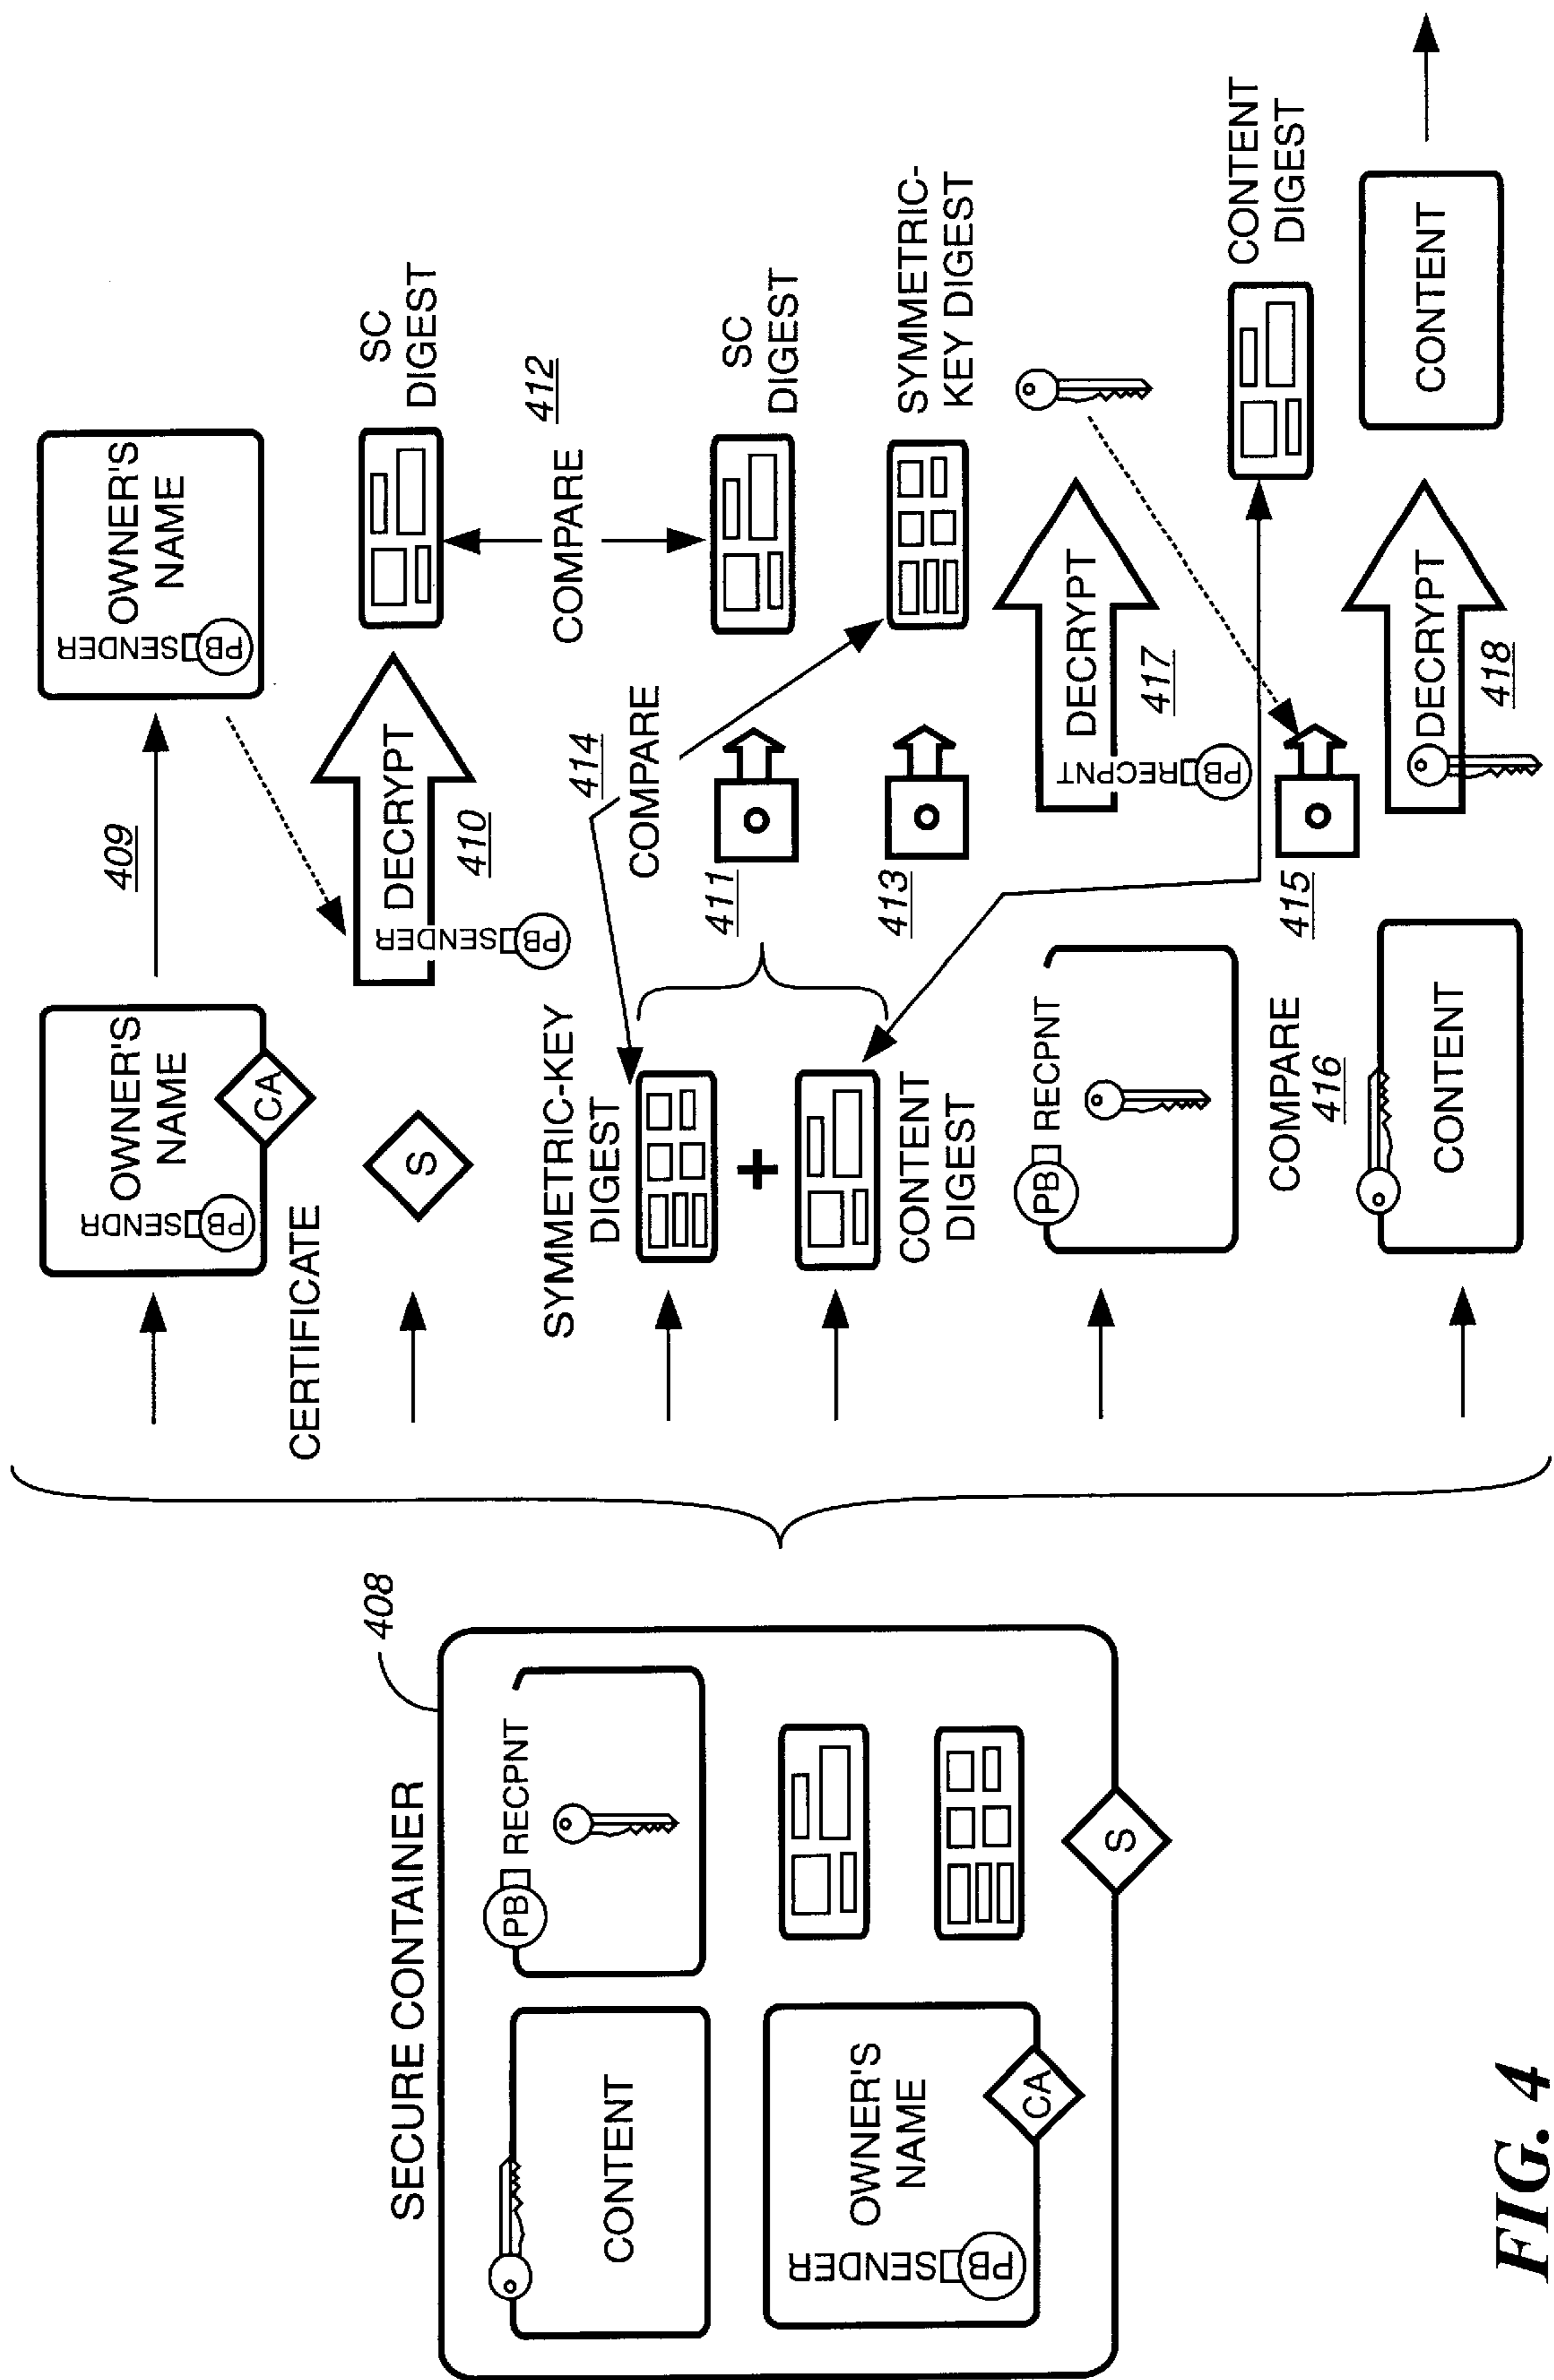 SECURE CONTAINER
408
CONTENT
PB RECPNT
OWNER'S
NAME
PB SENDER
CA
S
OWNER'S
NAME
PB SENDR
CA
CERTIFICATE
409
OWNER'S
NAME
PB SENDER
S
DECRYPT
410
PB SENDER
SC
DIGEST
COMPARE
412
SYMMETRIC-KEY
DIGEST
+
CONTENT
DIGEST
414
COMPARE
411
SC
DIGEST
413
SYMMETRIC-
KEY DIGEST
PB RECPNT
DECRYPT
417
PB RECPNT
COMPARE
416
415
CONTENT
DIGEST
CONTENT
DECRYPT
418
CONTENT
FIG. 4